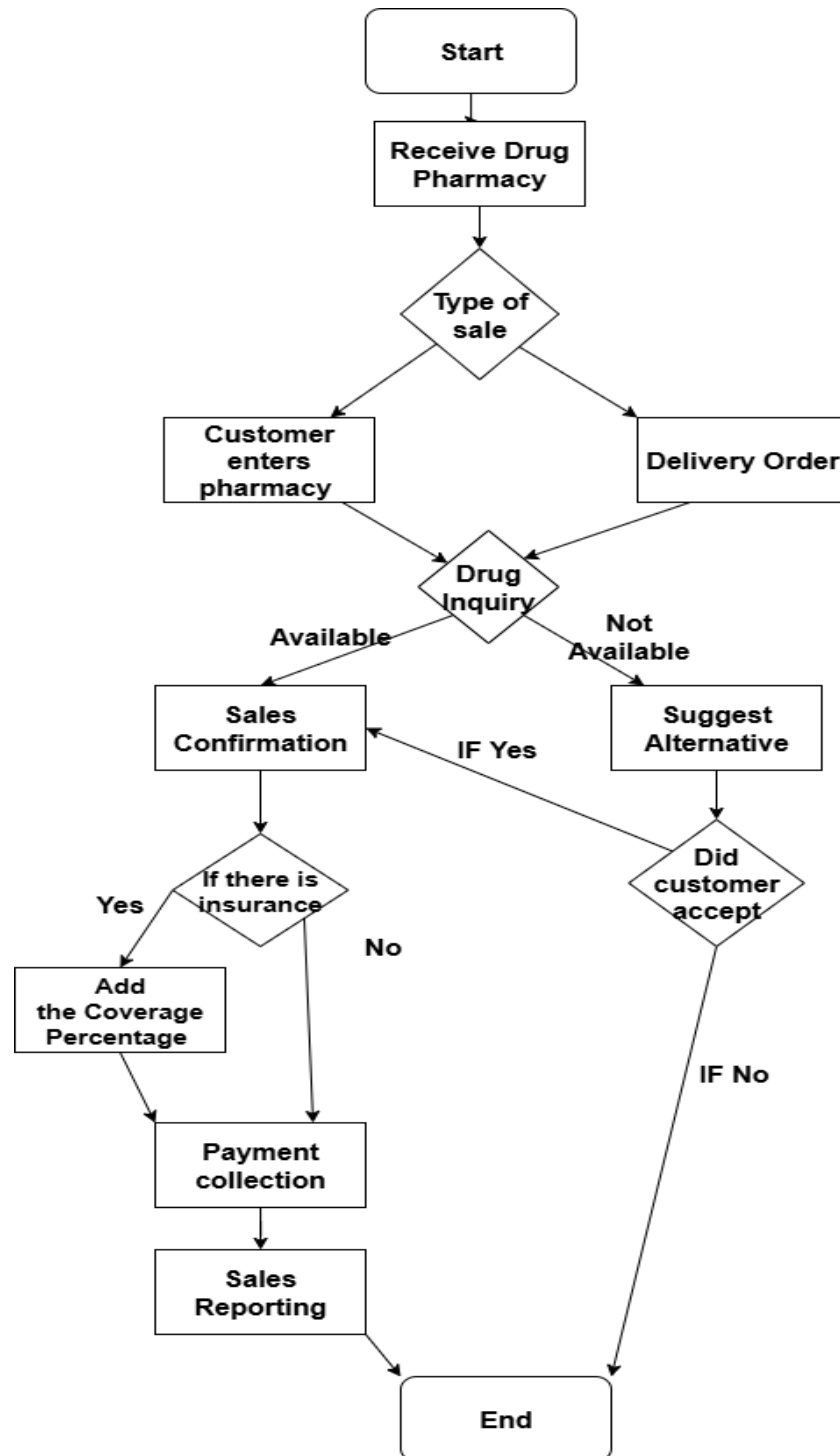 Start
Receive Drug
Pharmacy
Type of
sale
Customer
enters
pharmacy
Delivery Order
Drug
Inquiry
Available
Not
Available
Sales
Confirmation
Suggest
Alternative
IF Yes
Did
customer
accept
If there is
insurance
Yes
No
Add
the Coverage
Percentage
IF No
Payment
collection
Sales
Reporting
End